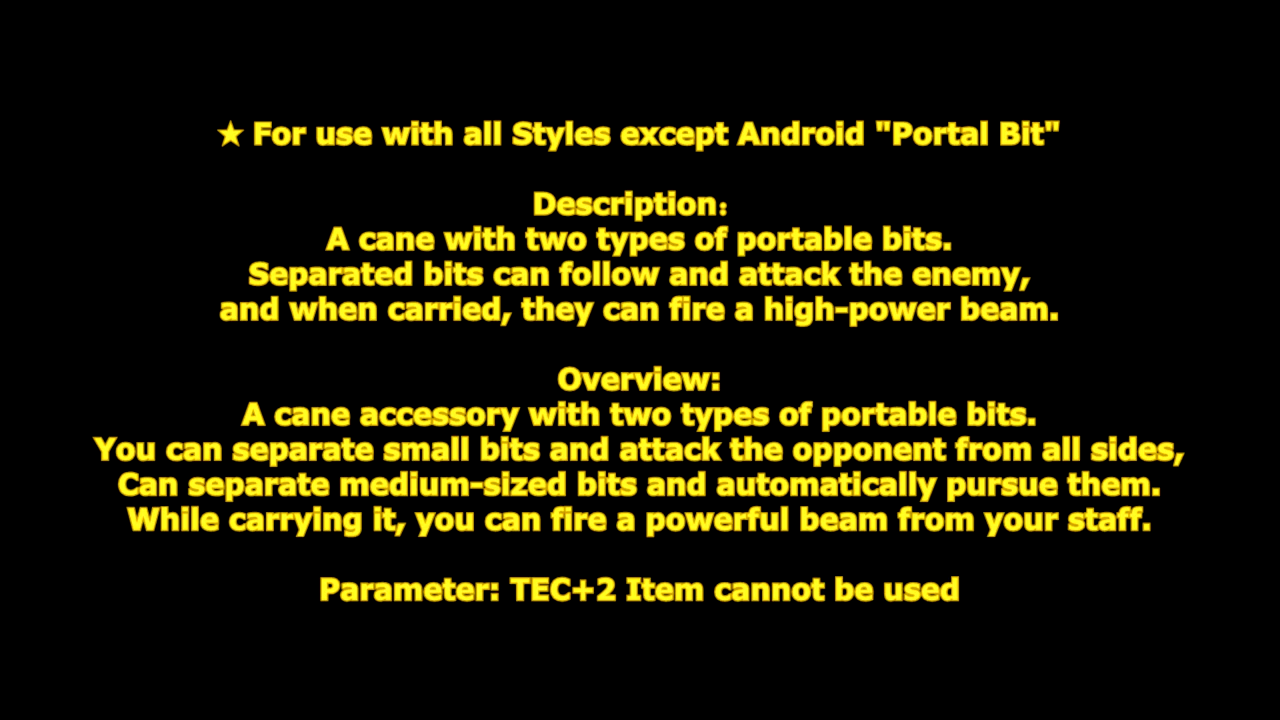 ★ For use with all Styles except Android "Portal Bit"
Description：
A cane with two types of portable bits.
Separated bits can follow and attack the enemy,
and when carried, they can fire a high-power beam.
Overview:
A cane accessory with two types of portable bits.
You can separate small bits and attack the opponent from all sides,
Can separate medium-sized bits and automatically pursue them.
While carrying it, you can fire a powerful beam from your staff.
Parameter: TEC+2 Item cannot be used